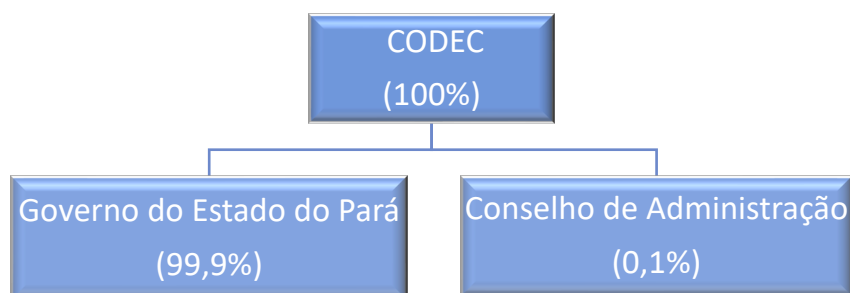 CODEC
(100%)
Governo do Estado do Pará
(99,9%)
Conselho de Administração
(0,1%)